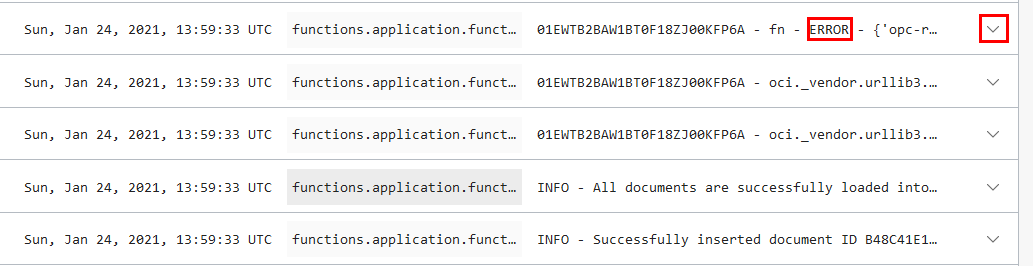 Sun, Jan 24, 2021, 13:59:33 UTC functions.application.funct… 01EWTB2BAW1BT0F18ZJ00KFP6A - fn - ERROR - {'opc-r…
Sun, Jan 24, 2021, 13:59:33 UTC functions.application.funct… 01EWTB2BAW1BT0F18ZJ00KFP6A - oci._vendor.urllib3.…
Sun, Jan 24, 2021, 13:59:33 UTC functions.application.funct… 01EWTB2BAW1BT0F18ZJ00KFP6A - oci._vendor.urllib3.…
Sun, Jan 24, 2021, 13:59:33 UTC functions.application.funct… INFO - All documents are successfully loaded into…
Sun, Jan 24, 2021, 13:59:33 UTC functions.application.funct… INFO - Successfully inserted document ID B48C41E1…